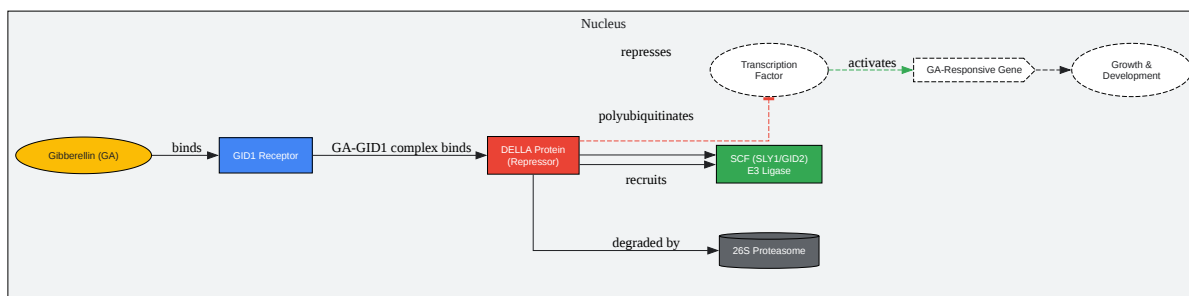 Nucleus
represses
Transcription
Factor
activates
GA-Responsive Gene
Growth &
Development
polyubiquitinates
Gibberellin (GA)
binds
GID1 Receptor
GA-GID1 complex binds
DELLA Protein
(Repressor)
recruits
SCF (SLY1/GID2)
E3 Ligase
degraded by
26S Proteasome